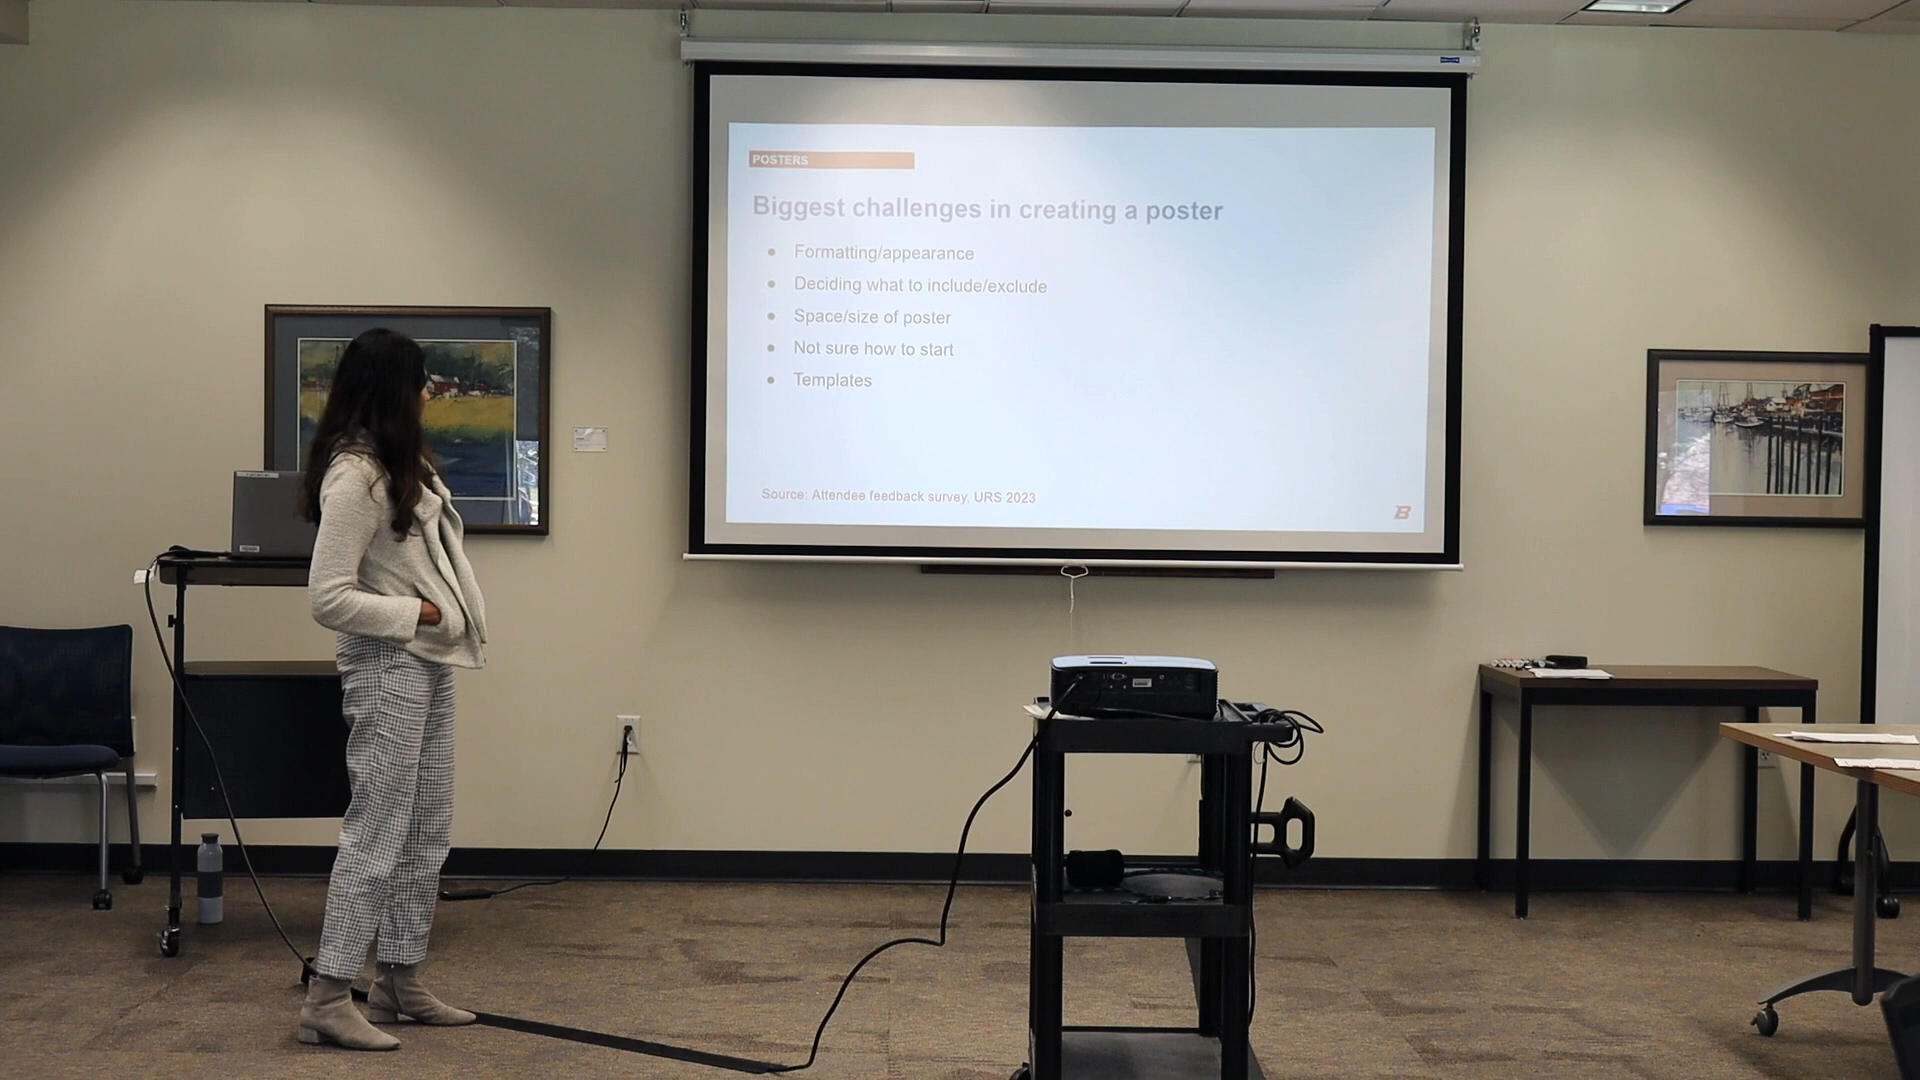 POSTERS
Biggest challenges in creating a poster
● Formatting/appearance
● Deciding what to include/exclude
● Space/size of poster
● Not sure how to start
● Templates
Source: Attendee feedback survey, URS 2023
B